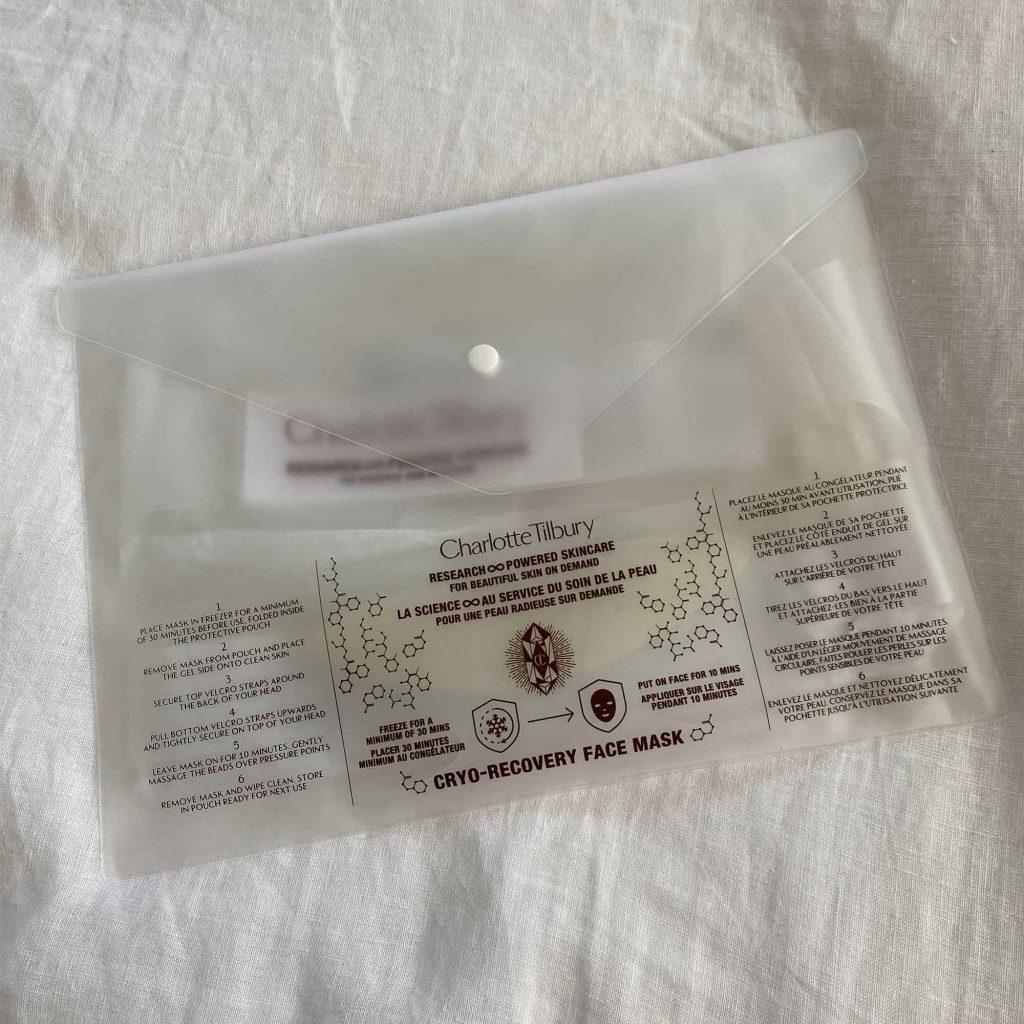 Charlotte Tilbury
RESEARCH ∞ POWERED SKINCARE
FOR BEAUTIFUL SKIN ON DEMAND
LA SCIENCE ∞ AU SERVICE DU SOIN DE LA PEAU
POUR UNE PEAU RADIEUSE SUR DEMANDE
FREEZE FOR A
MINIMUM OF 30 MINS
PLACER 30 MINUTES
MINIMUM AU CONGÉLATEUR
PUT ON FACE FOR 10 MINS
APPLIQUER SUR LE VISAGE
PENDANT 10 MINUTES
CRYO-RECOVERY FACE MASK
1
PLACE MASK IN FREEZER FOR A MINIMUM
OF 30 MINUTES BEFORE USE, FOLDED INSIDE
THE PROTECTIVE POUCH
2
REMOVE MASK FROM POUCH AND PLACE
THE GEL SIDE ONTO CLEAN SKIN
3
SECURE TOP VELCRO STRAPS AROUND
THE BACK OF YOUR HEAD
4
PULL BOTTOM VELCRO STRAPS UPWARDS
AND TIGHTLY SECURE ON TOP OF YOUR HEAD
5
LEAVE MASK ON FOR 10 MINUTES. GENTLY
MASSAGE THE BEADS OVER PRESSURE POINTS
6
REMOVE MASK AND WIPE CLEAN. STORE
IN POUCH READY FOR NEXT USE
1
PLACEZ LE MASQUE AU CONGÉLATEUR PENDANT
AU MOINS 30 MIN AVANT UTILISATION, PLIÉ
À L'INTÉRIEUR DE SA POCHETTE PROTECTRICE
2
ENLEVEZ LE MASQUE DE SA POCHETTE
ET PLACEZ LE CÔTÉ ENDUIT DE GEL SUR
UNE PEAU PRÉALABLEMENT NETTOYÉE
3
ATTACHEZ LES VELCROS DU HAUT
SUR L'ARRIÈRE DE VOTRE TÊTE
4
TIREZ LES VELCROS DU BAS VERS LE HAUT
ET ATTACHEZ-LES BIEN À LA PARTIE
SUPÉRIEURE DE VOTRE TÊTE
5
LAISSEZ POSER LE MASQUE PENDANT 10 MINUTES.
À L'AIDE D'UN LÉGER MOUVEMENT DE MASSAGE
CIRCULAIRE, FAITES ROULER LES PERLES SUR LES
POINTS SENSIBLES DE VOTRE PEAU
6
ENLEVEZ LE MASQUE ET NETTOYEZ DÉLICATEMENT
VOTRE PEAU. CONSERVEZ LE MASQUE DANS SA
POCHETTE JUSQU'À L'UTILISATION SUIVANTE